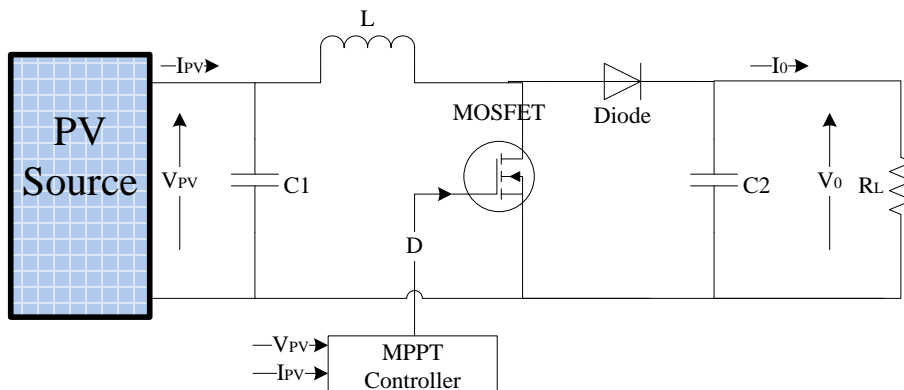 L
IPV
I0
MOSFET
Diode
PV
Source
VPV
C1
C2
V0
RL
D
VPV
IPV
MPPT
Controller